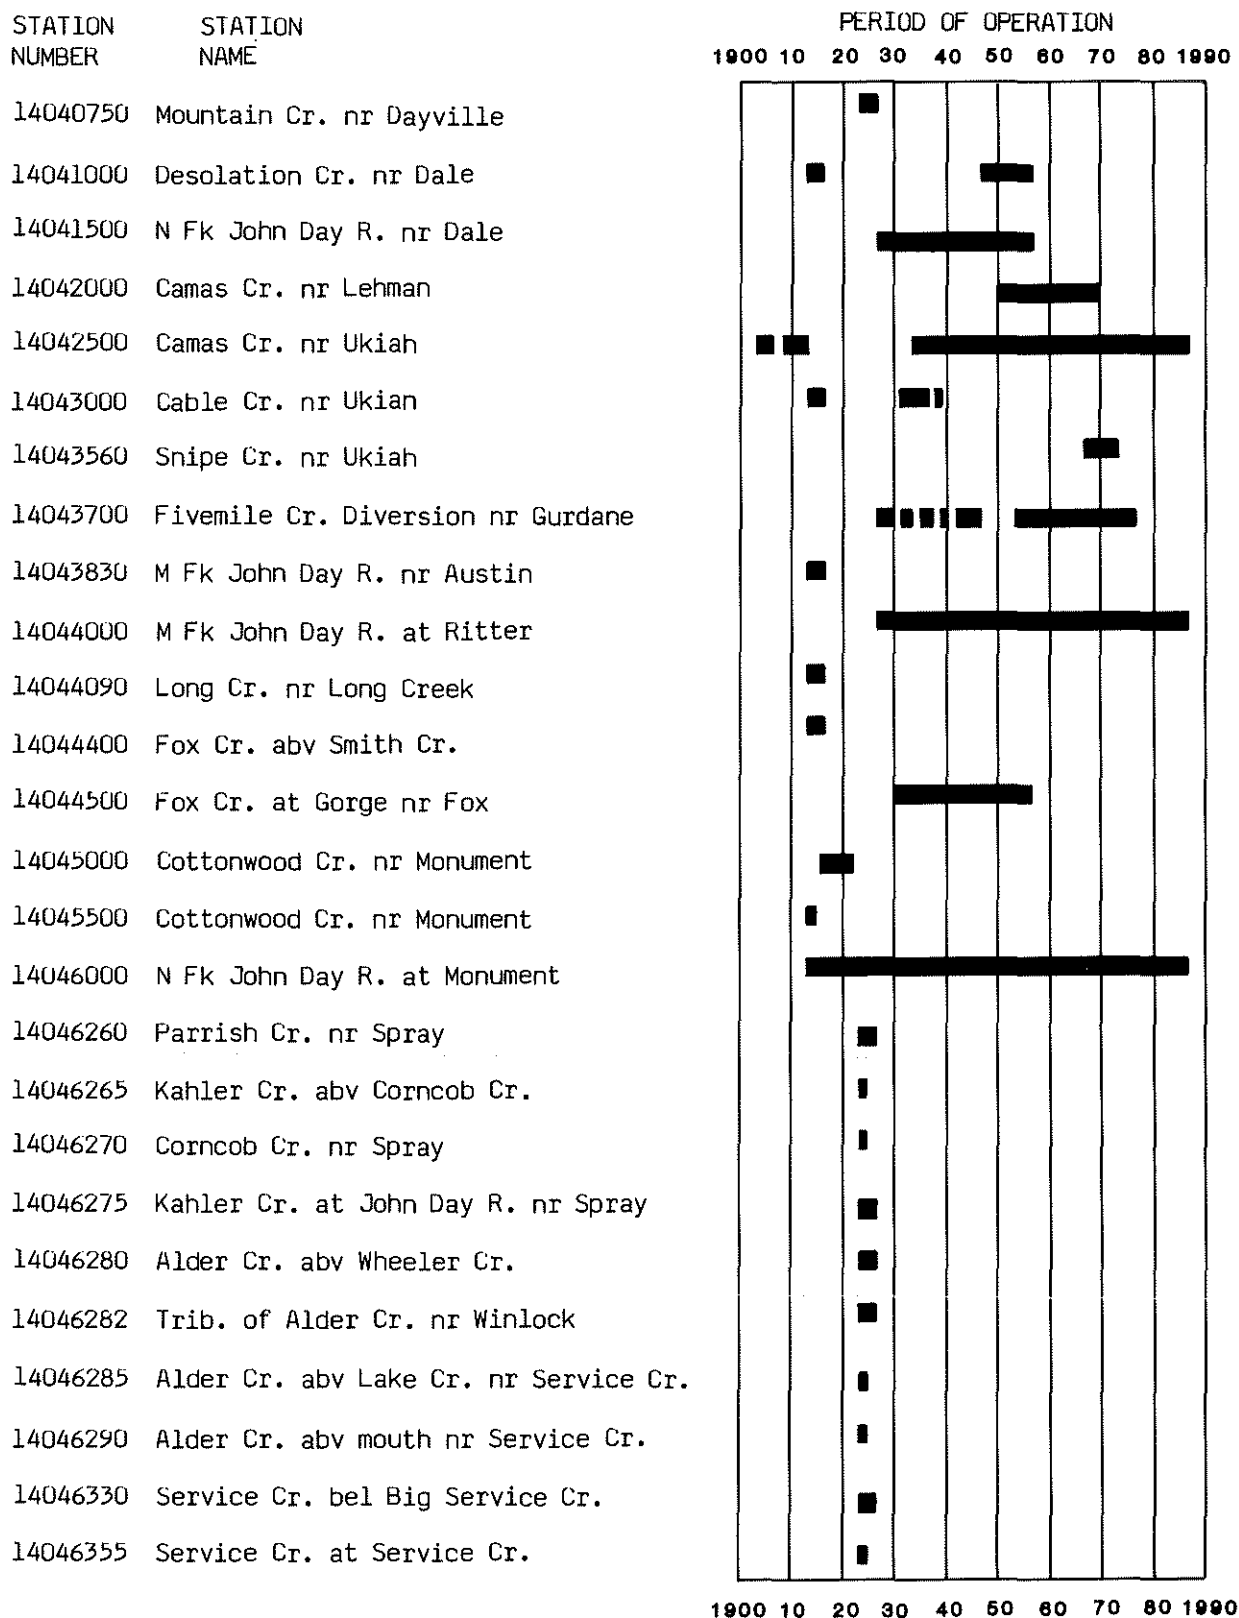 STATION STATION PERIOD OF OPERATION
NUMBER NAME 1900 10 20 30 40 50 60 70 80 1990
14040750 Mountain Cr. nr Dayville
14041000 Desolation Cr. nr Dale
14041500 N Fk John Day R. nr Dale
14042000 Camas Cr. nr Lehman
14042500 Camas Cr. nr Ukiah
14043000 Cable Cr. nr Ukian
14043560 Snipe Cr. nr Ukiah
14043700 Fivemile Cr. Diversion nr Gurdane
14043830 M Fk John Day R. nr Austin
14044000 M Fk John Day R. at Ritter
14044090 Long Cr. nr Long Creek
14044400 Fox Cr. abv Smith Cr.
14044500 Fox Cr. at Gorge nr Fox
14045000 Cottonwood Cr. nr Monument
14045500 Cottonwood Cr. nr Monument
14046000 N Fk John Day R. at Monument
14046260 Parrish Cr. nr Spray
14046265 Kahler Cr. abv Corncob Cr.
14046270 Corncob Cr. nr Spray
14046275 Kahler Cr. at John Day R. nr Spray
14046280 Alder Cr. abv Wheeler Cr.
14046282 Trib. of Alder Cr. nr Winlock
14046285 Alder Cr. abv Lake Cr. nr Service Cr.
14046290 Alder Cr. abv mouth nr Service Cr.
14046330 Service Cr. bel Big Service Cr.
14046355 Service Cr. at Service Cr.
1900 10 20 30 40 50 60 70 80 1990